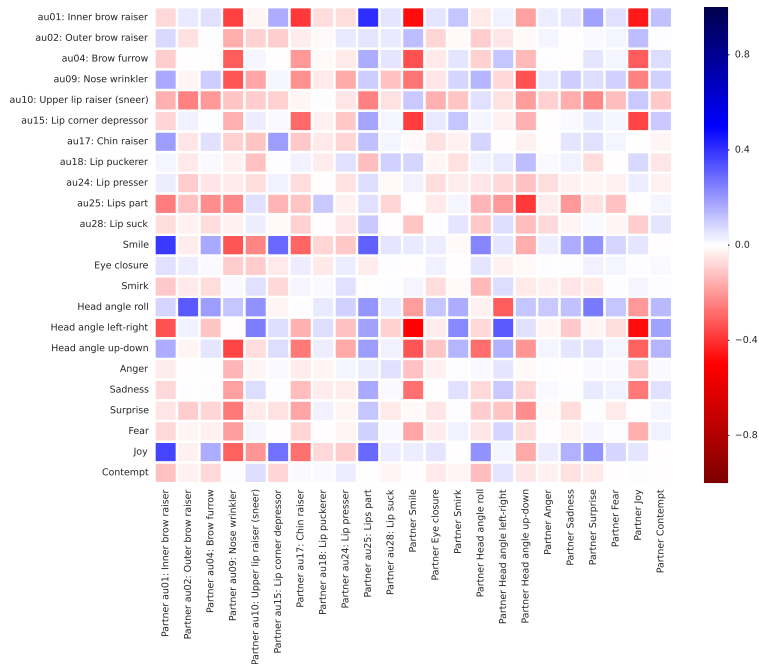 au01: Inner brow raiser
au02: Outer brow raiser
au04: Brow furrow
au09: Nose wrinkler
au10: Upper lip raiser (sneer)
au15: Lip corner depressor
au17: Chin raiser
au18: Lip puckerer
au24: Lip presser
au25: Lips part
au28: Lip suck
Smile
Eye closure
Smirk
Head angle roll
Head angle left-right
Head angle up-down
Anger
Sadness
Surprise
Fear
Joy
Contempt
Partner au01: Inner brow raiser
Partner au02: Outer brow raiser
Partner au04: Brow furrow
Partner au09: Nose wrinkler
Partner au10: Upper lip raiser (sneer)
Partner au15: Lip corner depressor
Partner au17: Chin raiser
Partner au18: Lip puckerer
Partner au24: Lip presser
Partner au25: Lips part
Partner au28: Lip suck
Partner Smile
Partner Eye closure
Partner Smirk
Partner Head angle roll
Partner Head angle left-right
Partner Head angle up-down
Partner Anger
Partner Sadness
Partner Surprise
Partner Fear
Partner Joy
Partner Contempt
0.8
0.4
0.0
−0.4
−0.8